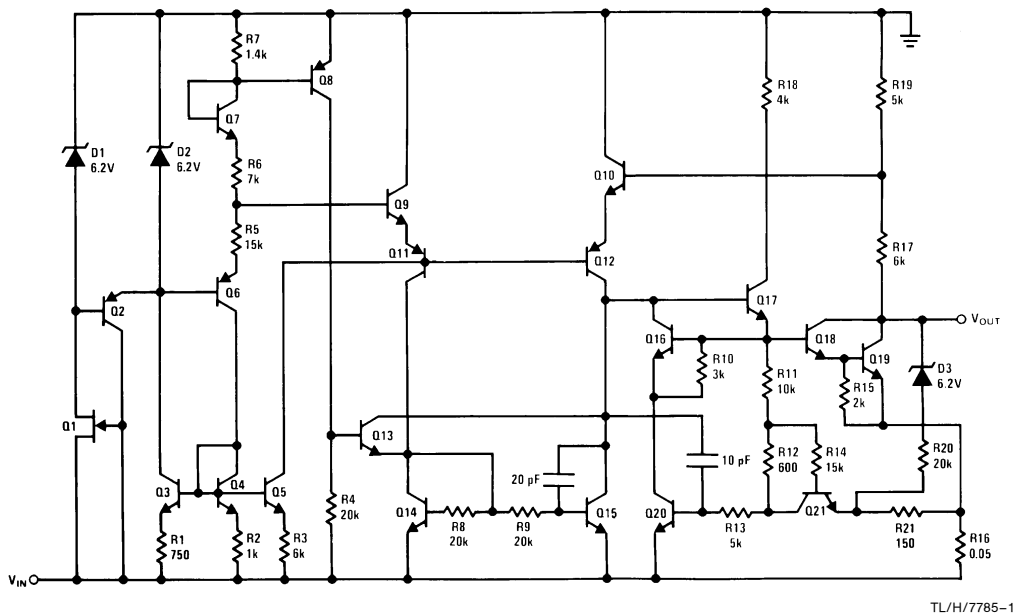 R7
1.4k
Q8
R18
4k
R19
5k
Q7
D1
6.2V
D2
6.2V
R6
7k
Q10
Q9
R5
15k
R17
6k
Q11
Q12
Q6
Q2
Q17
VOUT
Q16
Q18
Q19
R10
3k
R11
10k
D3
6.2V
R15
2k
Q1
Q13
10 pF
R12
600
R14
15k
R20
20k
Q3
Q4
Q5
20 pF
R4
20k
Q14
R8
20k
R9
20k
Q15
Q20
R13
5k
Q21
R21
150
R16
0.05
R1
750
R2
1k
R3
6k
VIN
TL/H/7785–1